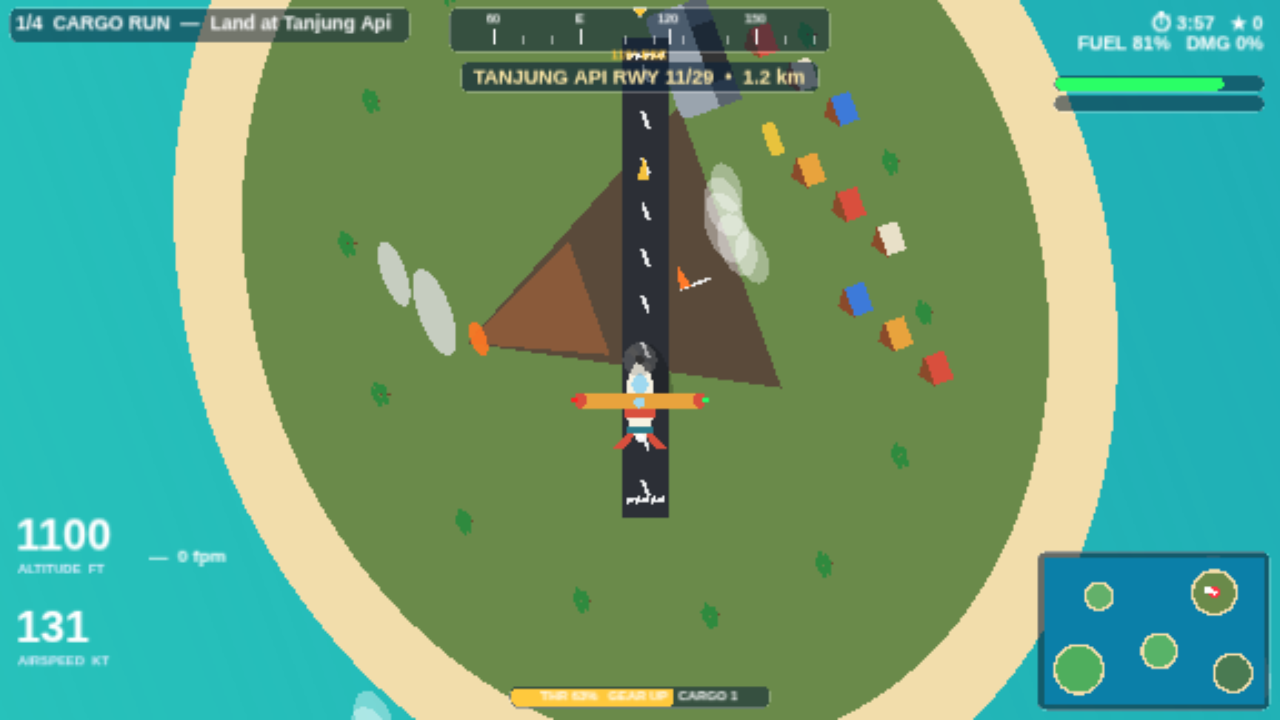 1/4 CARGO RUN — Land at Tanjung Api
60 E 120 150
TANJUNG API RWY 11/29 • 1.2 km
3:57 ★ 0
FUEL 81% DMG 0%
1100
ALTITUDE FT
— 0 fpm
131
AIRSPEED KT
THR 63% GEAR UP CARGO 1